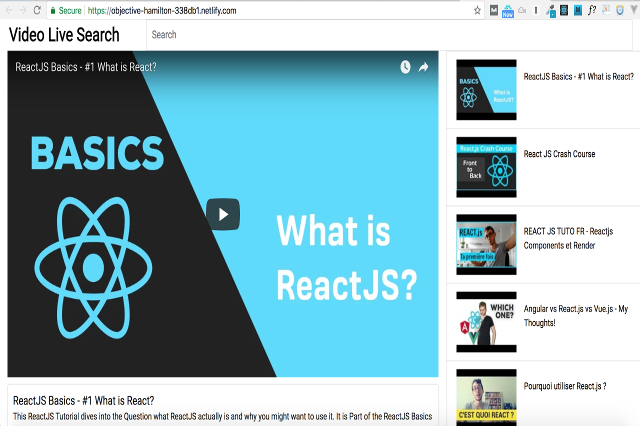 Secure | https://objective-hamilton-338db1.netlify.com
Video Live Search
Search
ReactJS Basics - #1 What is React?
BASICS
What is
ReactJS?
ReactJS Basics - #1 What is React?
This ReactJS Tutorial dives into the Question what ReactJS actually is and why you might want to use it. It is Part of the ReactJS Basics
BASICS
What is
ReactJS?
ReactJS Basics - #1 What is React?
React.js Crash Course
Front
to
Back
React JS Crash Course
REACT.js
Ta première fois
REACT JS TUTO FR - Reactjs
Components et Render
WHICH
ONE?
Angular vs React.js vs Vue.js - My
Thoughts!
C'EST QUOI REACT ?
Pourquoi utiliser React.js ?